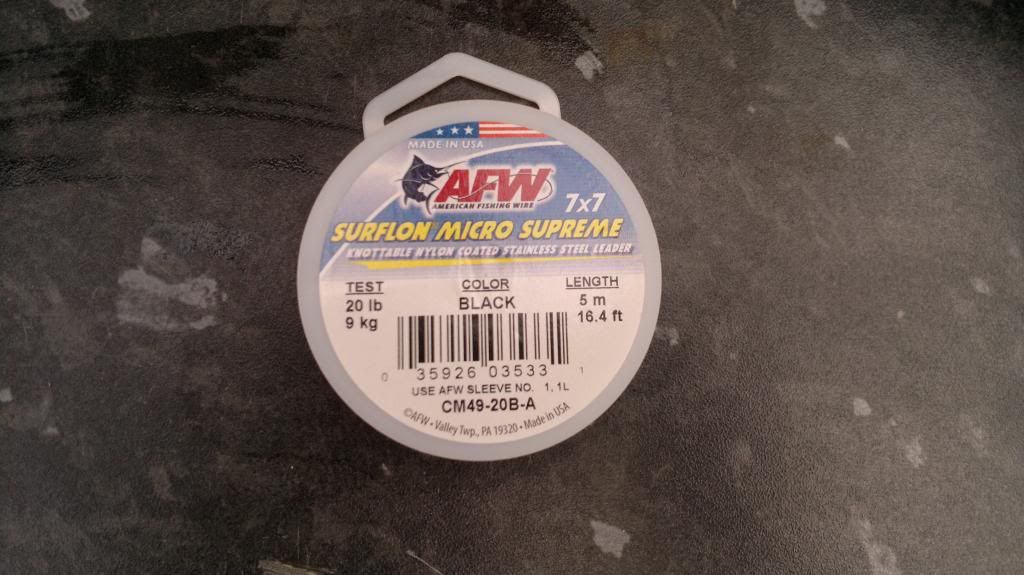 MADE IN USA
AFW
AMERICAN FISHING WIRE
7x7
SURFLON MICRO SUPREME
KNOTTABLE NYLON COATED STAINLESS STEEL LEADER
TEST COLOR LENGTH
20 lb BLACK 5 m
9 kg 16.4 ft
0 35926 03533 1
USE AFW SLEEVE NO. 1, 1L
CM49-20B-A
©AFW • Valley Twp., PA 19320 • Made in USA